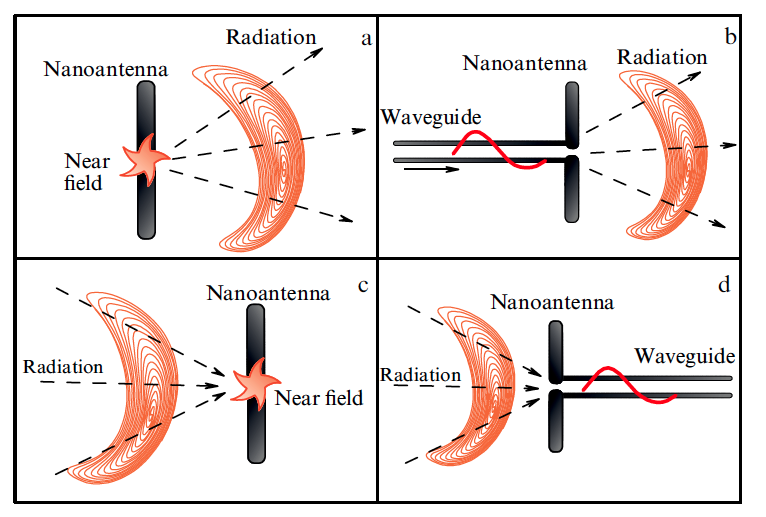 a
Radiation
Nanoantenna
Near
field
b
Radiation
Nanoantenna
Waveguide
c
Nanoantenna
Radiation
Near field
d
Nanoantenna
Waveguide
Radiation